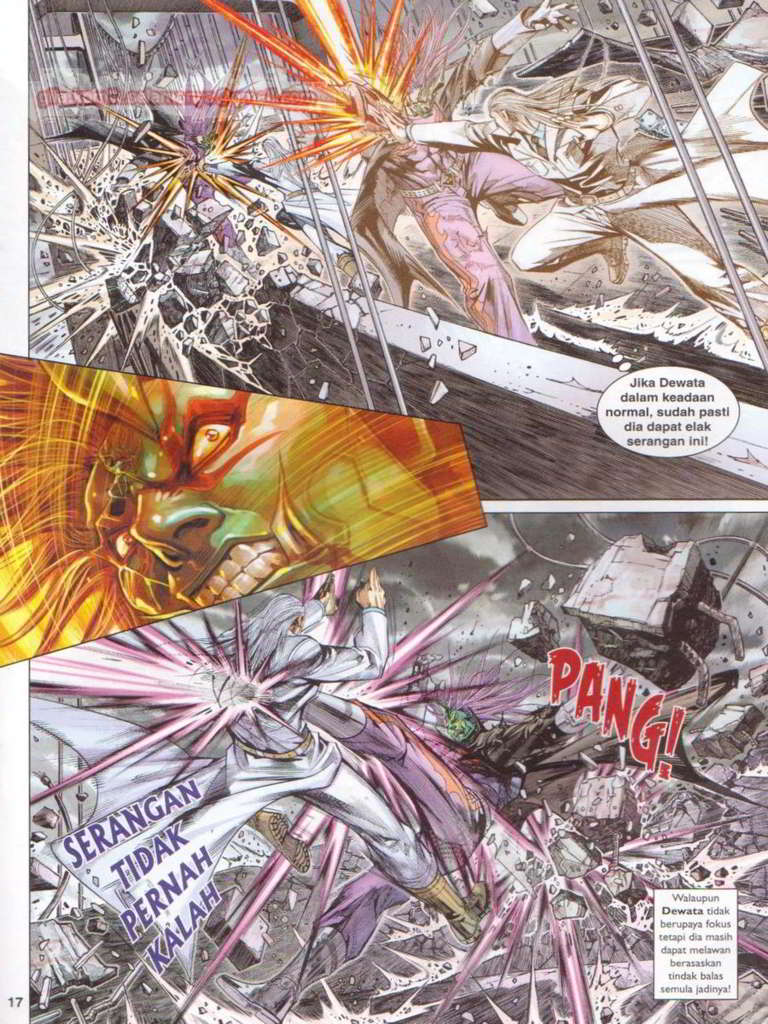 Jika Dewata
dalam keadaan
normal, sudah pasti
dia dapat elak
serangan ini!
PANG!
SERANGAN
TIDAK
PERNAH
KALAH
Walaupun
Dewata tidak
berupaya fokus
tetapi dia masih
dapat melawan
berasaskan
tindak balas
semula jadinya!
17